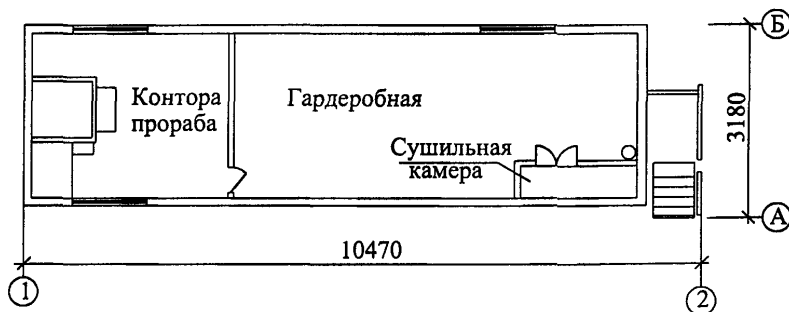 Б
Контора
прораба
Гардеробная
Сушильная
камера
3180
А
10470
1
2